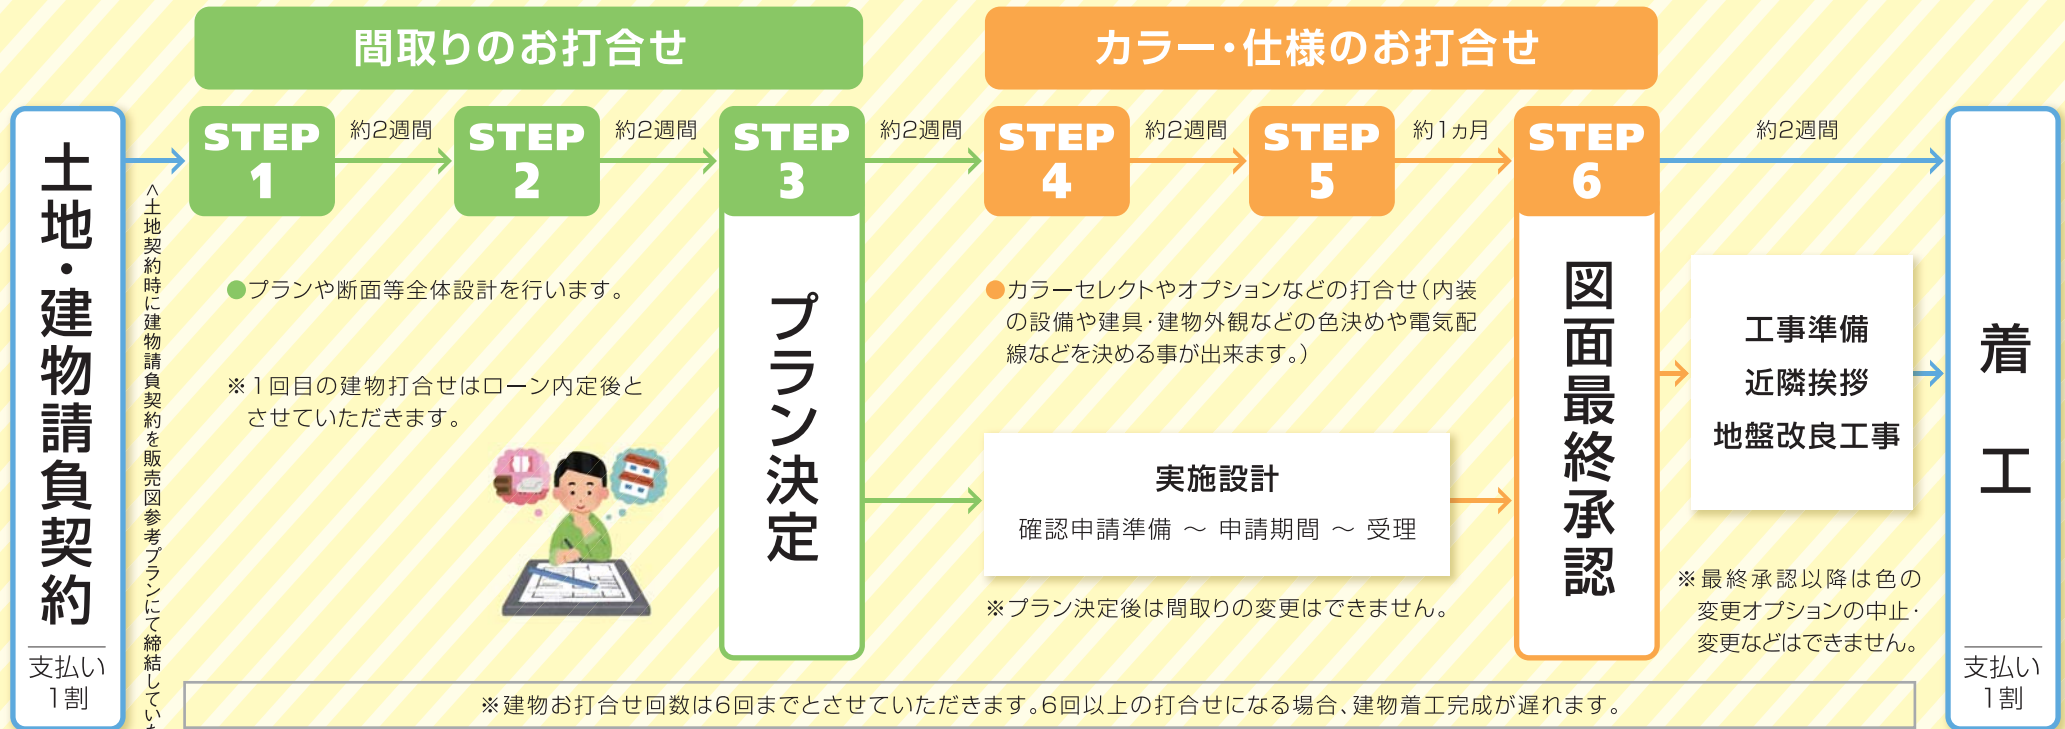 間取りのお打合せ
カラー・仕様のお打合せ
土地・建物請負契約
支払い
1割
<土地契約時に建物請負契約を販売図参考プランにて締結してい
STEP
1
約2週間
STEP
2
約2週間
STEP
3
プラン決定
約2週間
●プランや断面等全体設計を行います。
※1回目の建物打合せはローン内定後と
させていただきます。
STEP
4
約2週間
STEP
5
約1ヵ月
STEP
6
図面最終承認
約2週間
●カラーセレクトやオプションなどの打合せ(内装
の設備や建具・建物外観などの色決めや電気配
線などを決める事が出来ます。)
実施設計
確認申請準備 ～ 申請期間 ～ 受理
※プラン決定後は間取りの変更はできません。
工事準備
近隣挨拶
地盤改良工事
※最終承認以降は色の
変更オプションの中止・
変更などはできません。
着工
支払い
1割
※建物お打合せ回数は6回までとさせていただきます。6回以上の打合せになる場合、建物着工完成が遅れます。